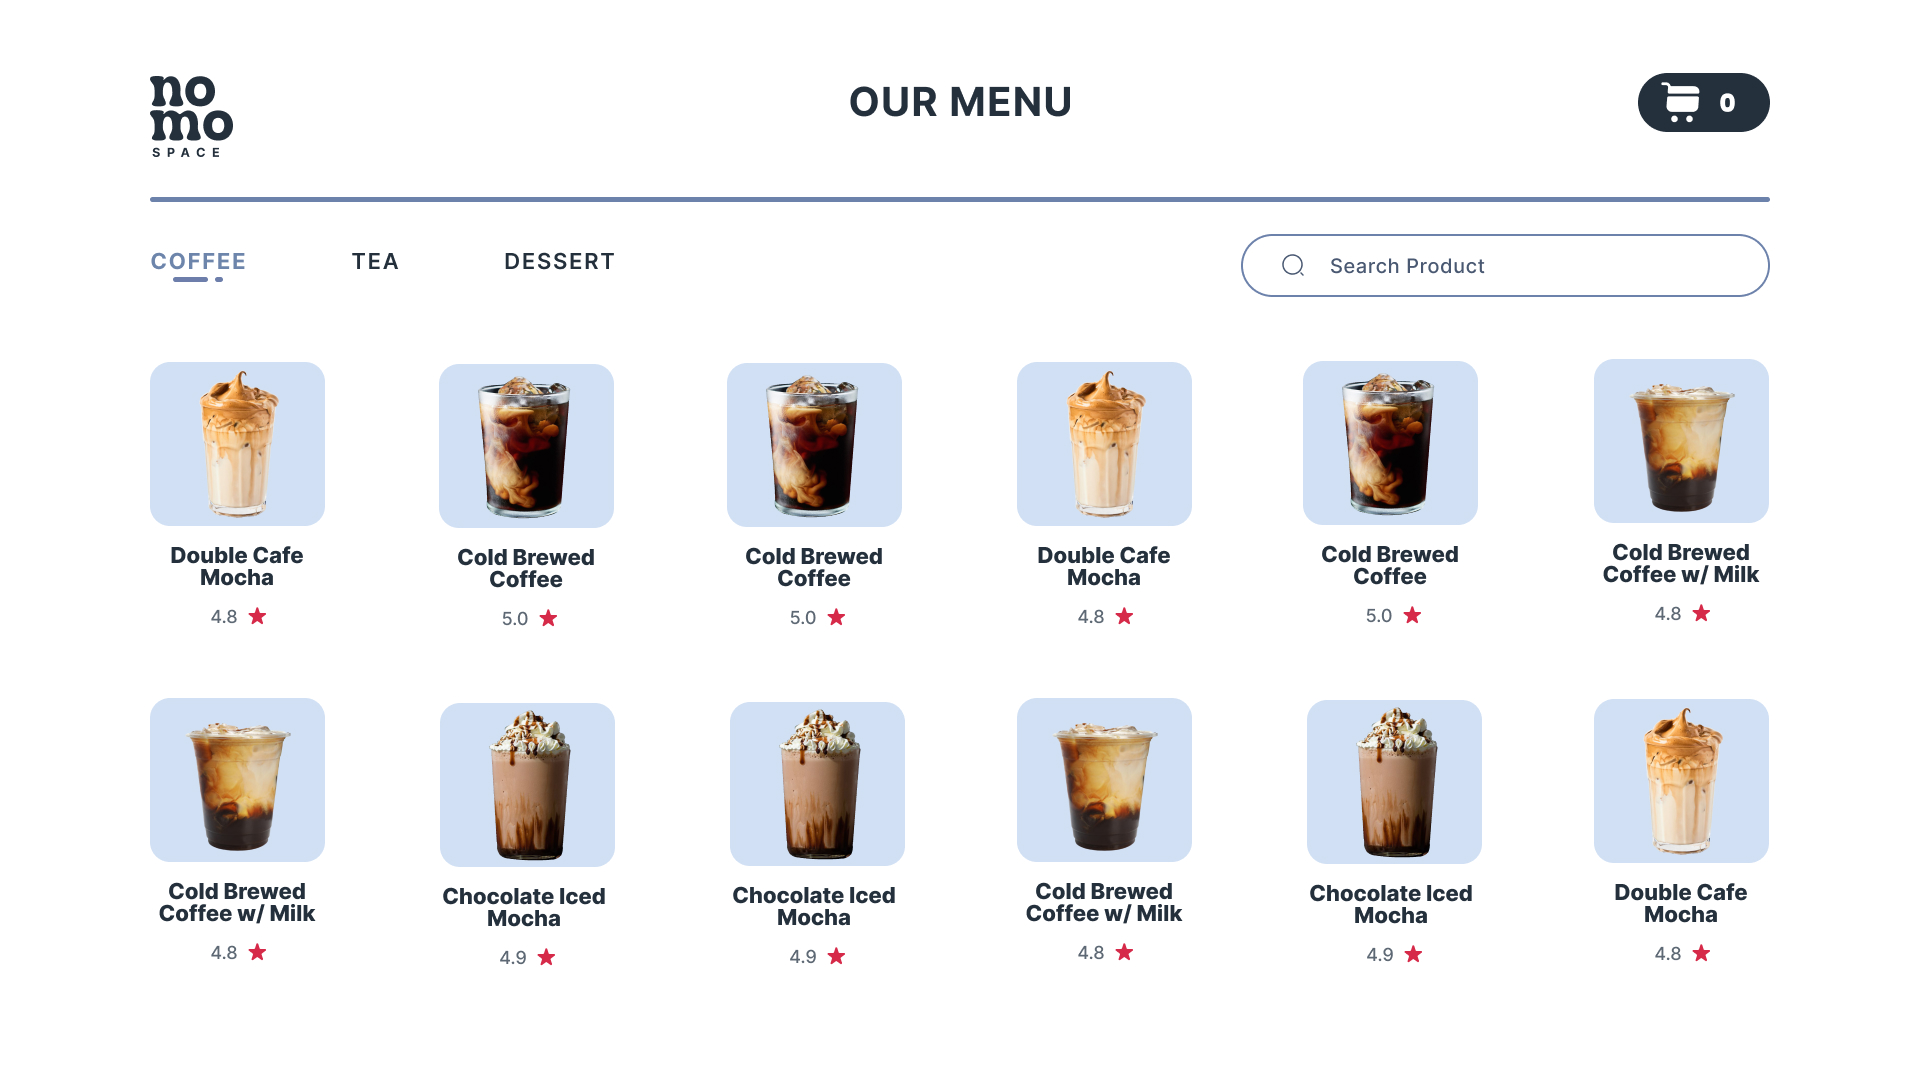 no
mo
SPACE
OUR MENU
0
COFFEE
TEA
DESSERT
Search Product
Double Cafe
Mocha
4.8
Cold Brewed
Coffee
5.0
Cold Brewed
Coffee
5.0
Double Cafe
Mocha
4.8
Cold Brewed
Coffee
5.0
Cold Brewed
Coffee w/ Milk
4.8
Cold Brewed
Coffee w/ Milk
4.8
Chocolate Iced
Mocha
4.9
Chocolate Iced
Mocha
4.9
Cold Brewed
Coffee w/ Milk
4.8
Chocolate Iced
Mocha
4.9
Double Cafe
Mocha
4.8